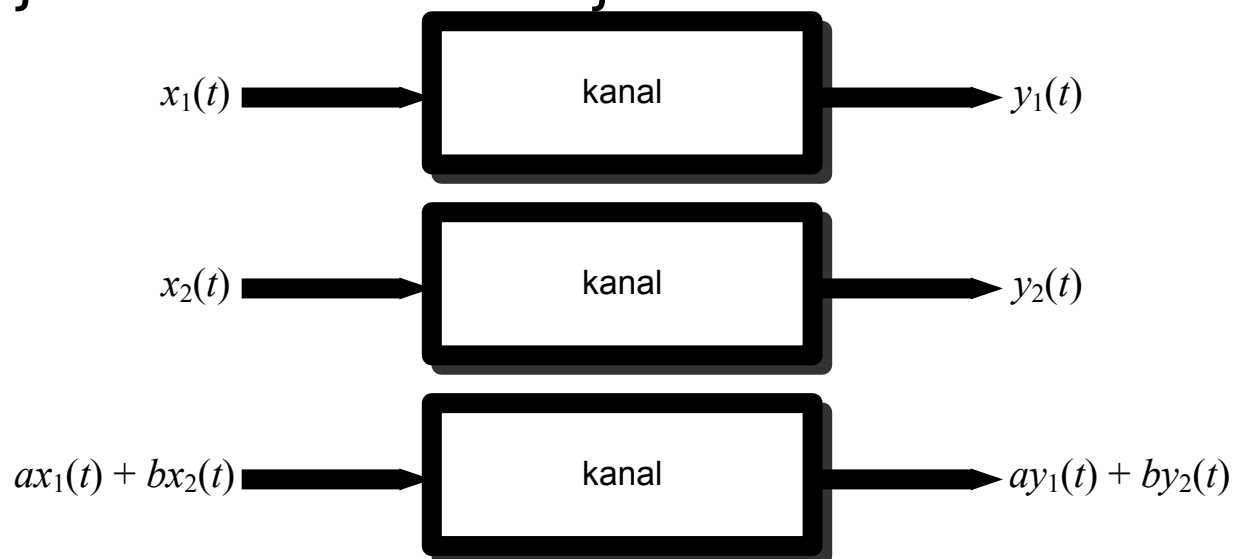 x₁(t) kanal y₁(t)
x₂(t) kanal y₂(t)
ax₁(t) + bx₂(t) kanal ay₁(t) + by₂(t)